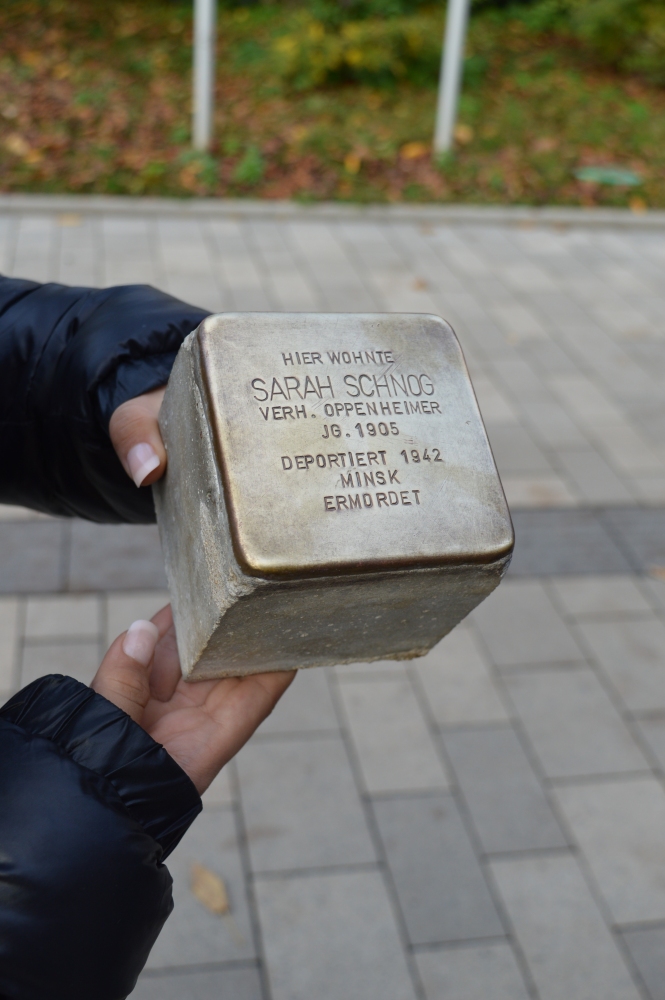 HIER WOHNTE
SARAH SCHNOG
VERH. OPPENHEIMER
JG. 1905
DEPORTIERT 1942
MINSK
ERMORDET